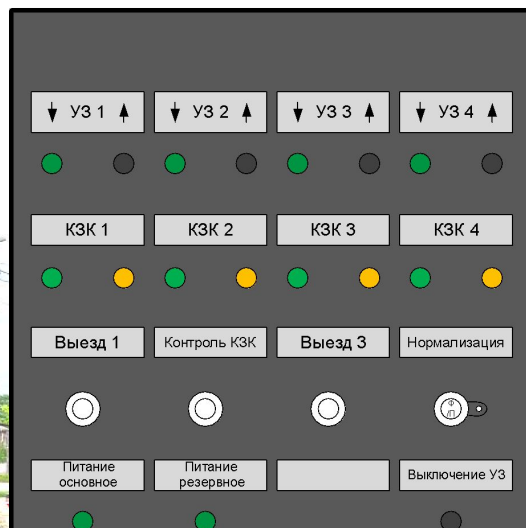 УЗ 1 УЗ 2 УЗ 3 УЗ 4
КЗК 1 КЗК 2 КЗК 3 КЗК 4
Выезд 1 Контроль КЗК Выезд 3 Нормализация
Ф
/П
Питание Питание Выключение УЗ
основное резервное